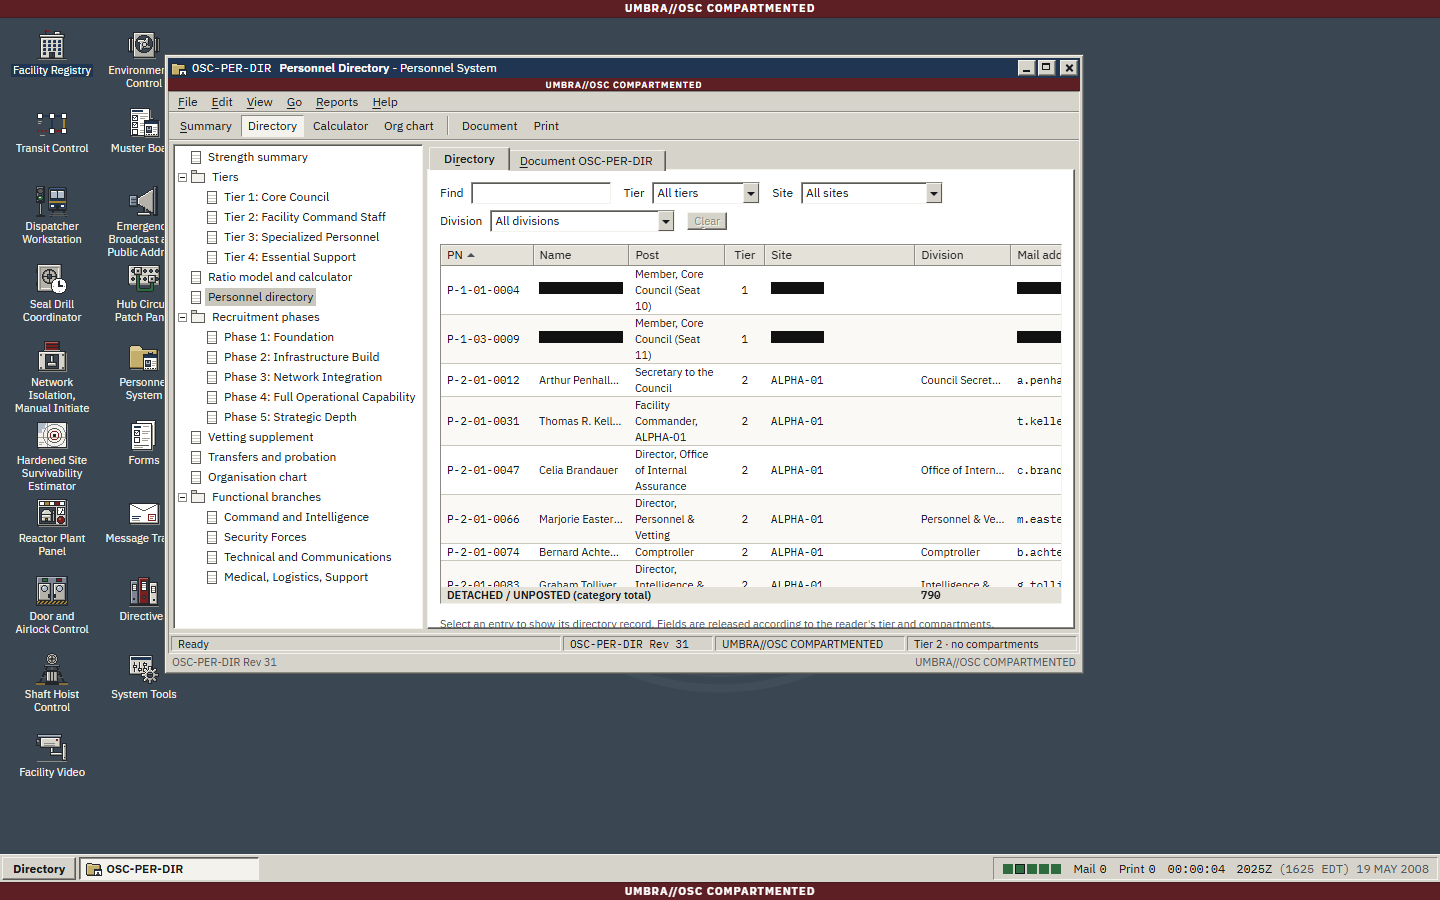 UMBRA//OSC COMPARTMENTED
Facility Registry
Transit Control
Dispatcher
Workstation
Seal Drill
Coordinator
Network
Isolation,
Manual Initiate
Hardened Site
Survivability
Estimator
Reactor Plant
Panel
Door and
Airlock Control
Shaft Hoist
Control
Facility Video
Environmen
Control
Muster Boa
Emergenc
Broadcast a
Public Addr
Hub Circu
Patch Pan
Personne
System
Forms
Message Tra
Directive
System Tools
OSC-PER-DIR Personnel Directory - Personnel System
UMBRA//OSC COMPARTMENTED
File Edit View Go Reports Help
Summary Directory Calculator Org chart Document Print
Strength summary
Tiers
Tier 1: Core Council
Tier 2: Facility Command Staff
Tier 3: Specialized Personnel
Tier 4: Essential Support
Ratio model and calculator
Personnel directory
Recruitment phases
Phase 1: Foundation
Phase 2: Infrastructure Build
Phase 3: Network Integration
Phase 4: Full Operational Capability
Phase 5: Strategic Depth
Vetting supplement
Transfers and probation
Organisation chart
Functional branches
Command and Intelligence
Security Forces
Technical and Communications
Medical, Logistics, Support
Directory Document OSC-PER-DIR
Find Tier All tiers Site All sites
Division All divisions Clear
PN Name Post Tier Site Division Mail add
P-1-01-0004 Member, Core
Council (Seat
10) 1
P-1-03-0009 Member, Core
Council (Seat
11) 1
P-2-01-0012 Arthur Penhall... Secretary to the
Council 2 ALPHA-01 Council Secret... a.penha
P-2-01-0031 Thomas R. Kell... Facility
Commander,
ALPHA-01 2 ALPHA-01 t.kelle
P-2-01-0047 Celia Brandauer Director, Office
of Internal
Assurance 2 ALPHA-01 Office of Intern... c.branc
P-2-01-0066 Marjorie Easter... Director,
Personnel &
Vetting 2 ALPHA-01 Personnel & Ve... m.easte
P-2-01-0074 Bernard Achte... Comptroller 2 ALPHA-01 Comptroller b.achte
P-2-01-0083 Graham Tolliver Director,
Intelligence & 2 ALPHA-01 Intelligence & g.tolli
DETACHED / UNPOSTED (category total) 790
Select an entry to show its directory record. Fields are released according to the reader's tier and compartments.
Ready OSC-PER-DIR Rev 31 UMBRA//OSC COMPARTMENTED Tier 2 · no compartments
OSC-PER-DIR Rev 31 UMBRA//OSC COMPARTMENTED
Directory OSC-PER-DIR Mail 0 Print 0 00:00:04 2025Z (1625 EDT) 19 MAY 2008
UMBRA//OSC COMPARTMENTED